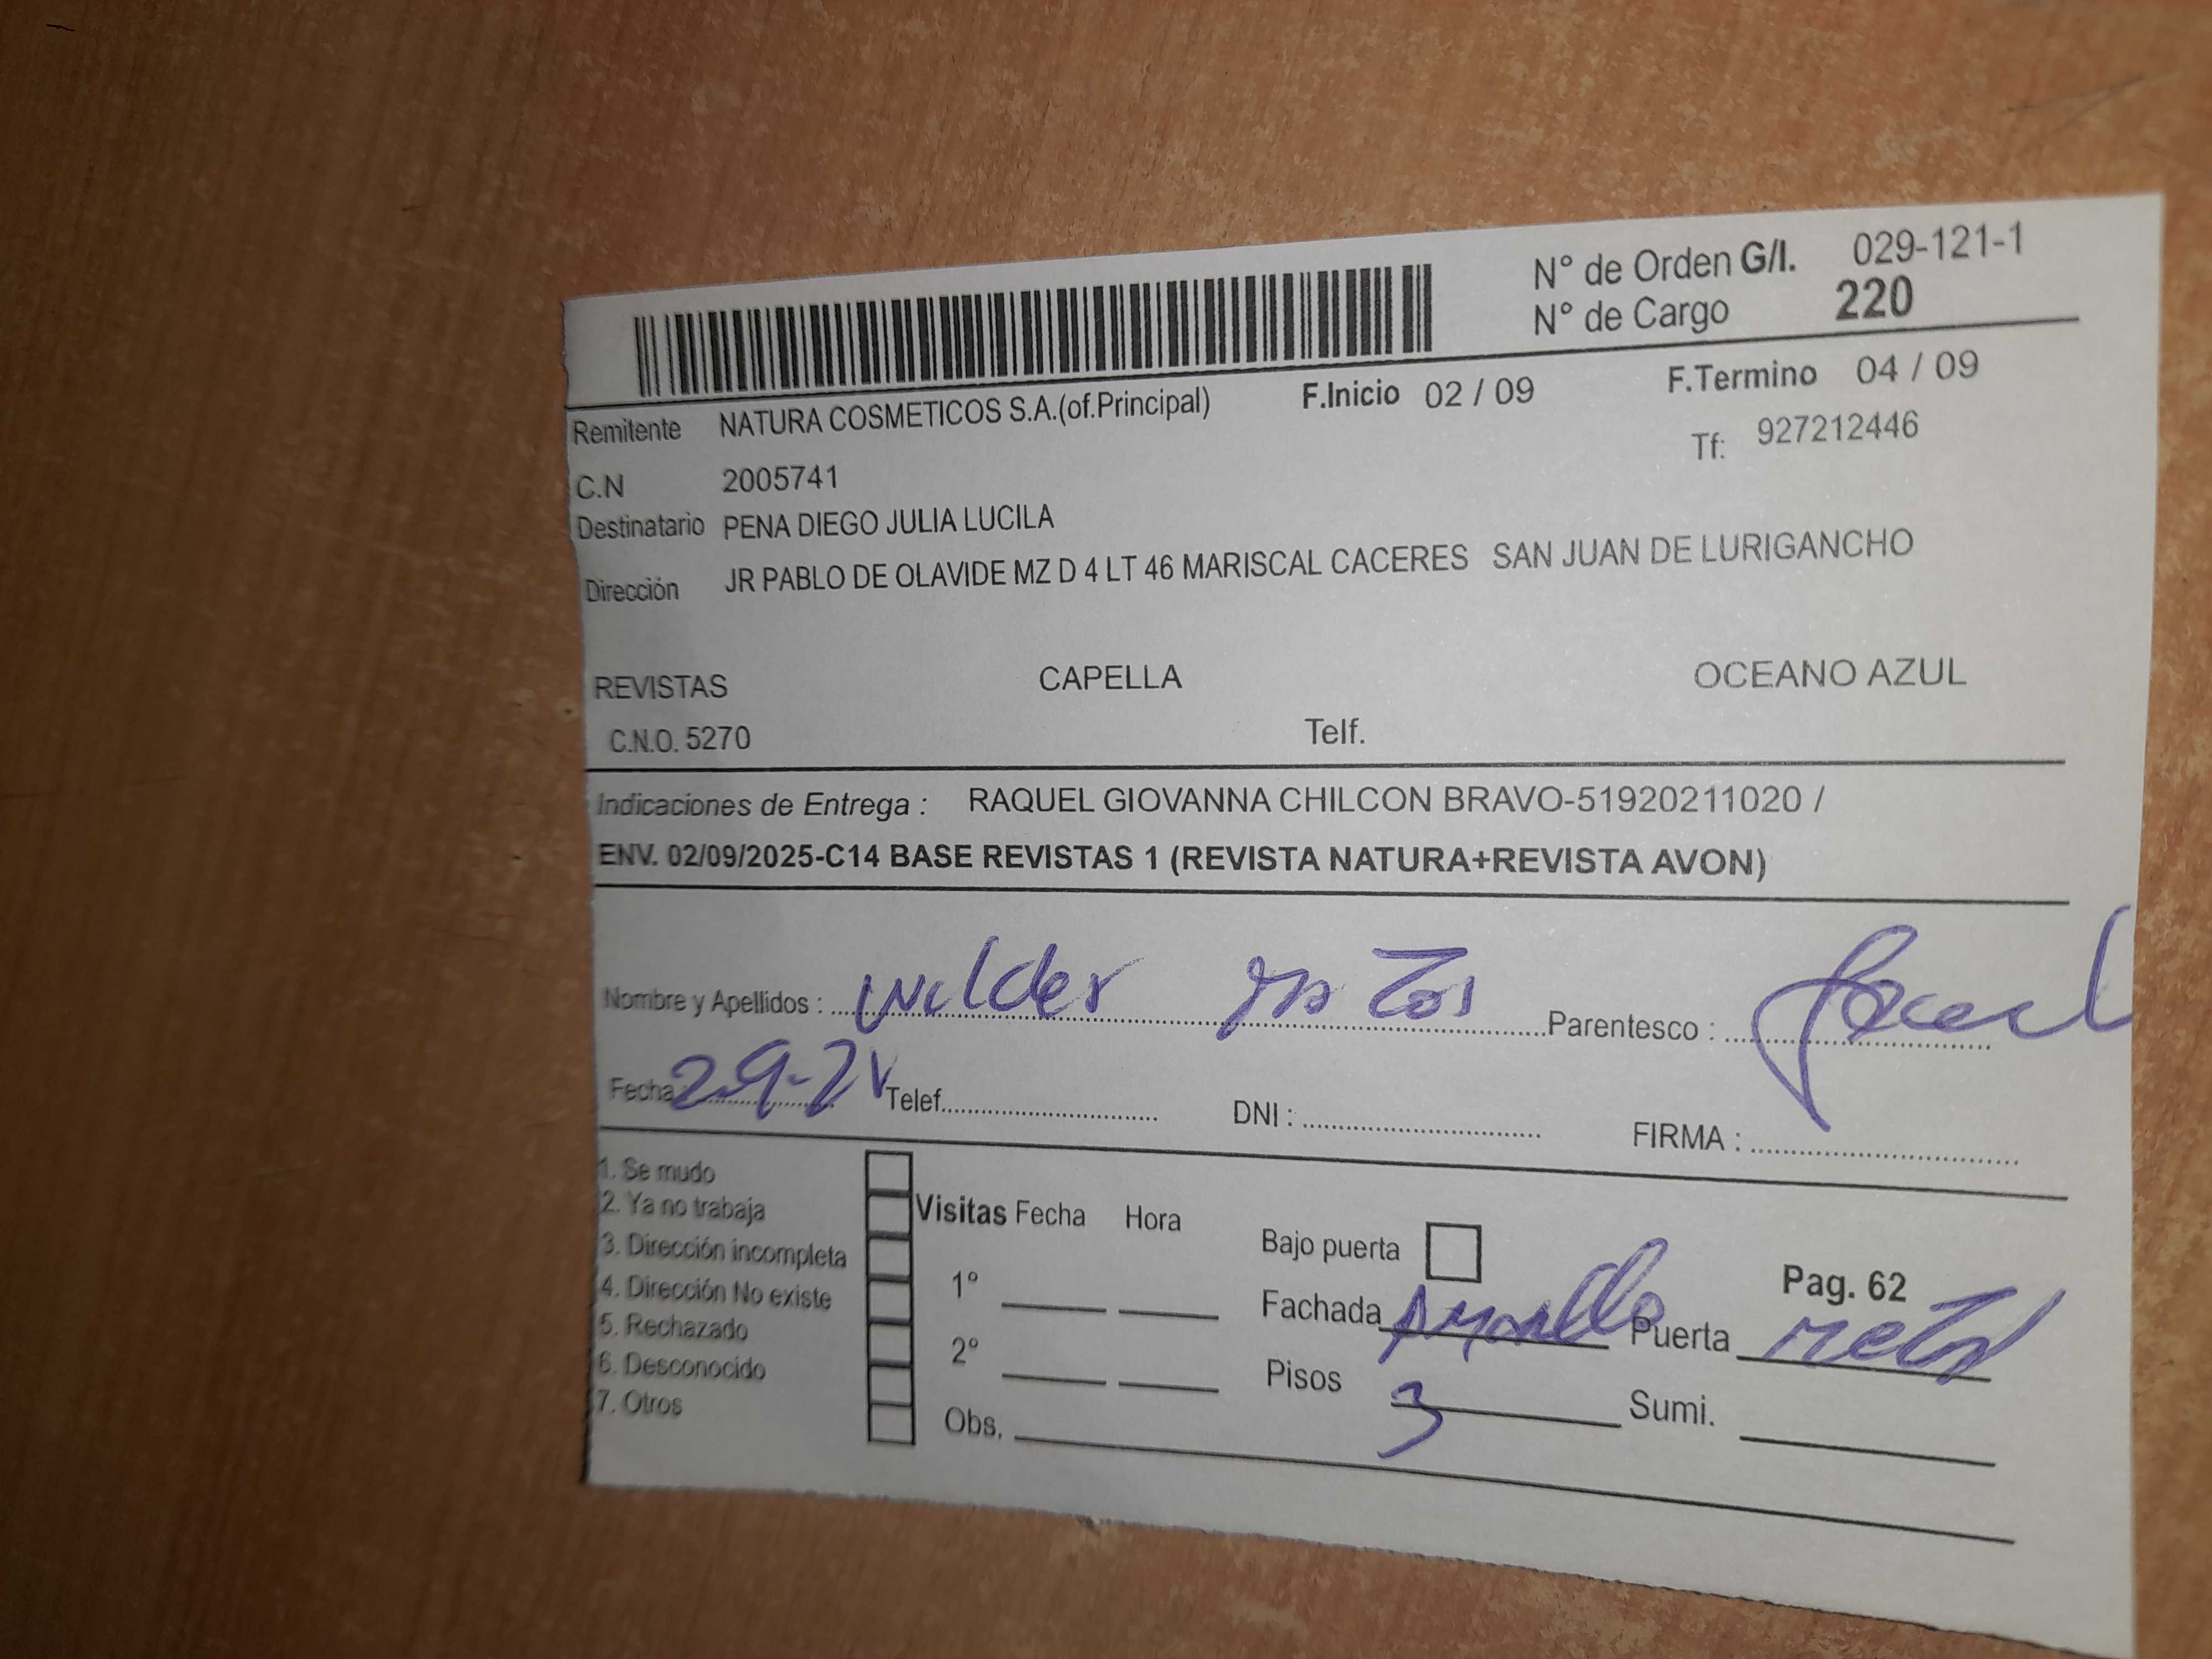 N° de Orden G/I. 029-121-1
N° de Cargo 220
Remitente NATURA COSMETICOS S.A.(of.Principal) F.Inicio 02 / 09 F.Termino 04 / 09
C.N 2005741 Tf: 927212446
Destinatario PENA DIEGO JULIA LUCILA
Dirección JR PABLO DE OLAVIDE MZ D 4 LT 46 MARISCAL CACERES SAN JUAN DE LURIGANCHO
REVISTAS CAPELLA OCEANO AZUL
C.N.O. 5270 Telf.
Indicaciones de Entrega : RAQUEL GIOVANNA CHILCON BRAVO-51920211020 /
ENV. 02/09/2025-C14 BASE REVISTAS 1 (REVISTA NATURA+REVISTA AVON)
Nombre y Apellidos : wilder Parentesco :
Fecha Telef. DNI : FIRMA :
1. Se mudo
2. Ya no trabaja Visitas Fecha Hora
3. Dirección incompleta Bajo puerta
4. Dirección No existe 1° Fachada Pag. 62
5. Rechazado Puerta metal
6. Desconocido 2° Pisos 3 Sumi.
7. Otros Obs.